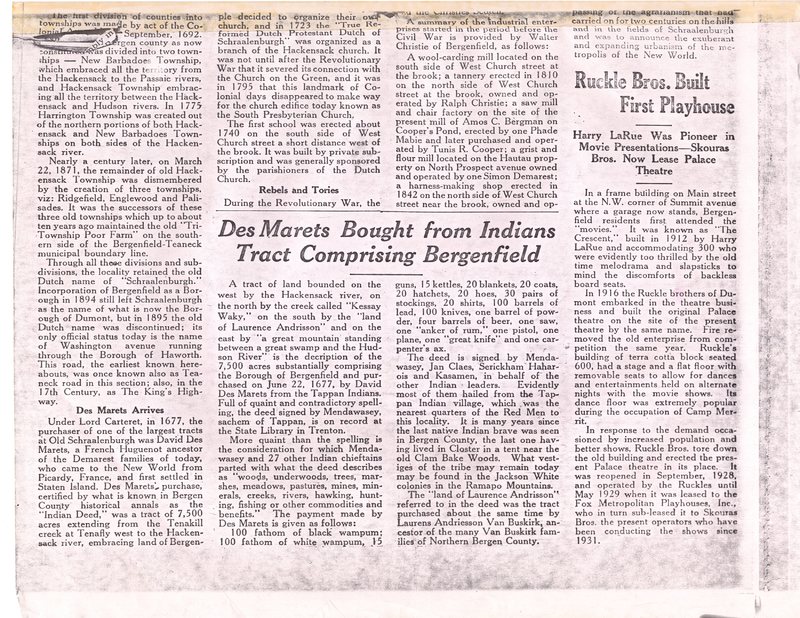 The first division of counties into
townships was made by act of the Co-
September, 1692.
Bergen county as now
constituted was divided into two town-
ships — New Barbadoes Township,
which embraced all the territory from
the Hackensack to the Passaic rivers,
and Hackensack Township embrac-
ing all the territory between the Hack-
ensack and Hudson rivers. In 1775
Harrington Township was created out
of the northern portions of both Hack-
ensack and New Barbadoes Town-
ships on both sides of the Hacken-
sack river.
Nearly a century later, on March
22, 1871, the remainder of old Hack-
ensack Township was dismembered
by the creation of three townships,
viz: Ridgefield, Englewood and Pali-
sades. It was the successors of these
three old townships which up to about
ten years ago maintained the old "Tri-
Township Poor Farm" on the south-
ern side of the Bergenfield-Teaneck
municipal boundary line.
Through all these divisions and sub-
divisions, the locality retained the old
Dutch name of "Schraalenburgh."
Incorporation of Bergenfield as a Bor-
ough in 1894 still left Schraalenburgh
as the name of what is now the Bor-
ough of Dumont, but in 1895 the old
Dutch name was discontinued; its
only official status today is the name
of Washington avenue running
through the Borough of Haworth.
This road, the earliest known here-
abouts, was once known also as Tea-
neck road in this section; also, in the
17th Century, as The King's High-
way.
Des Marets Arrives
Under Lord Carteret, in 1677, the
purchaser of one of the largest tracts
at Old Schraalenburgh was David Des
Marets, a French Huguenot ancestor
of the Demarest families of today,
who came to the New World from
Picardy, France, and first settled in
Staten Island. Des Marets' purchase,
certified by what is known in Bergen
County historical annals as the
"Indian Deed," was a tract of 7,500
acres extending from the Tenakill
creek at Tenafly west to the Hacken-
sack river, embracing land of Bergen-
ple decided to organize their own
church, and in 1723 the "True Re-
formed Dutch Protestant Dutch of
Schraalenburgh" was organized as a
branch of the Hackensack church. It
was not until after the Revolutionary
War that it severed its connection with
the Church on the Green, and it was
in 1795 that this landmark of Co-
lonial days disappeared to make way
for the church edifice today known as
the South Presbyterian Church.
The first school was erected about
1740 on the south side of West
Church street a short distance west of
the brook. It was built by private sub-
scription and was generally sponsored
by the parishioners of the Dutch
Church.
Rebels and Tories
During the Revolutionary War, the
A summary of the industrial enter-
prises started in the period before the
Civil War is provided by Walter
Christie of Bergenfield, as follows:
A wool-carding mill located on the
south side of West Church street at
the brook; a tannery erected in 1810
on the north side of West Church
street at the brook, owned and op-
erated by Ralph Christie; a saw mill
and chair factory on the site of the
present mill of Amos C. Bergman on
Cooper's Pond, erected by one Phade
Mabie and later purchased and oper-
ated by Tunis R. Cooper; a grist and
flour mill located on the Hautau prop-
erty on North Prospect avenue owned
and operated by one Simon Demarest;
a harness-making shop erected in
1842 on the north side of West Church
street near the brook, owned and op-
Des Marets Bought from Indians
Tract Comprising Bergenfield
A tract of land bounded on the
west by the Hackensack river, on
the north by the creek called "Kessay
Waky," on the south by the "land
of Laurence Andrisson" and on the
east by "a great mountain standing
between a great swamp and the Hud-
son River" is the decription of the
7,500 acres substantially comprising
the Borough of Bergenfield and pur-
chased on June 22, 1677, by David
Des Marets from the Tappan Indians.
Full of quaint and contradictory spell-
ing, the deed signed by Mendawasey,
sachem of Tappan, is on record at
the State Library in Trenton.
More quaint than the spelling is
the consideration for which Menda-
wasey and 27 other Indian chieftains
parted with what the deed describes
as "woods, underwoods, trees, mar-
shes, meadows, pastures, mines, min-
erals, creeks, rivers, hawking, hunt-
ing, fishing or other commodities and
benefits." The payment made by
Des Marets is given as follows:
100 fathom of black wampum;
100 fathom of white wampum, 15
guns, 15 kettles, 20 blankets, 20 coats,
20 hatchets, 20 hoes, 30 pairs of
stockings, 20 shirts, 100 barrels of
lead, 100 knives, one barrel of pow-
der, four barrels of beer, one saw,
one "anker of rum," one pistol, one
plane, one "great knife" and one car-
penter's ax.
The deed is signed by Menda-
wasey, Jan Claes, Serickham, Hahar-
ois and Kasamen, in behalf of the
other Indian leaders. Evidently
most of them hailed from the Tap-
pan Indian village, which was the
nearest quarters of the Red Men to
this locality. It is many years since
the last native Indian brave was seen
in Bergen County, the last one hav-
ing lived in Closter in a tent near the
old Clam Bake Woods. What vest-
iges of the tribe may remain today
may be found in the Jackson White
colonies in the Ramapo Mountains.
The "land of Laurence Andrisson"
referred to in the deed was the tract
purchased about the same time by
Laurens Andriesson Van Buskirk, an-
cestor of the many Van Buskirk fam-
ilies of Northern Bergen County.
passing of the agrarianism that had
carried on for two centuries on the hills
and in the fields of Schraalenburgh
and was to announce the exuberant
and expanding urbanism of the me-
tropolis of the New World.
Ruckle Bros. Built
First Playhouse
Harry LaRue Was Pioneer in
Movie Presentations—Skouras
Bros. Now Lease Palace
Theatre
In a frame building on Main street
at the N.W. corner of Summit avenue
where a garage now stands, Bergen-
field residents first attended the
"movies." It was known as "The
Crescent," built in 1912 by Harry
LaRue and accommodating 300 who
were evidently too thrilled by the old
time melodrama and slapsticks to
mind the discomforts of backless
board seats.
In 1916 the Ruckle brothers of Du-
mont embarked in the theatre busi-
ness and built the original Palace
Theatre on the site of the present
theatre by the same name. Fire re-
moved the old enterprise from com-
petition the same year. Ruckle's
building of terra cotta block seated
600, had a stage and a flat floor with
removable seats to allow for dances
and entertainments held on alternate
nights with the movie shows. Its
dance floor was extremely popular
during the occupation of Camp Mer-
rit.
In response to the demand occa-
sioned by increased population and
better shows, Ruckle Bros. tore down
the old building and erected the pres-
ent Palace theatre in its place. It
was reopened in September, 1928,
and operated by the Ruckles until
May 1929 when it was leased to the
Fox Metropolitan Playhouses, Inc.,
who in turn sub-leased it to Skouras
Bros. the present operators who have
been conducting the shows since
1931.